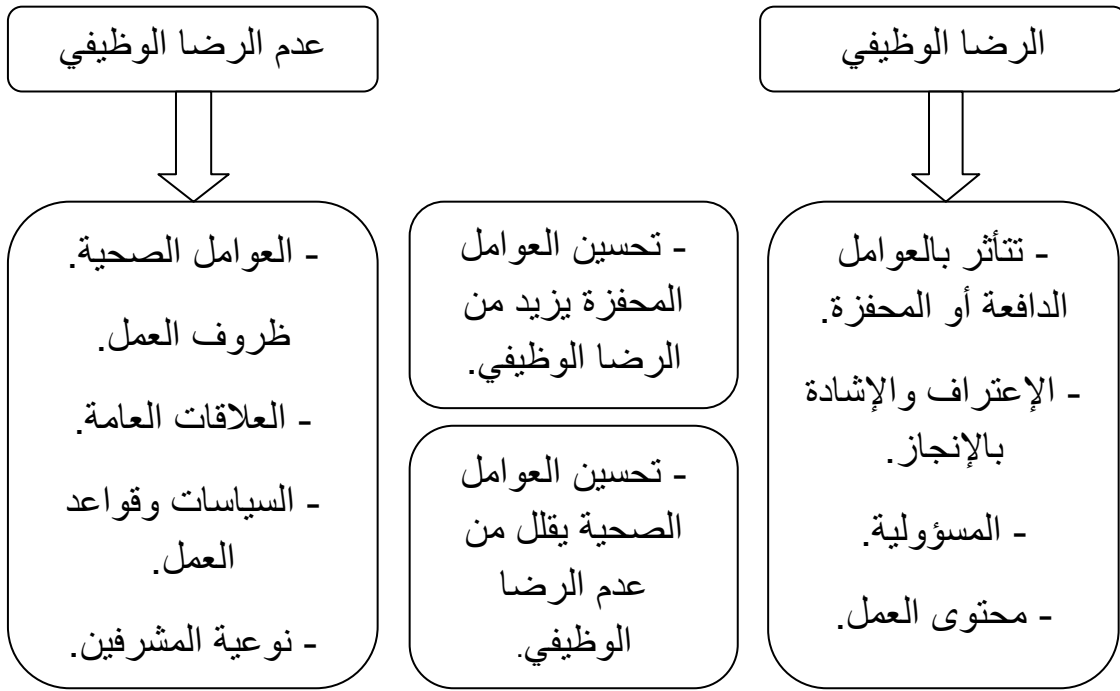 الرضا الوظيفي
عدم الرضا الوظيفي
- تتأثر بالعوامل
الدافعة أو المحفزة.
- الإعتراف والإشادة
بالإنجاز.
- المسؤولية.
- محتوى العمل.
- تحسين العوامل
المحفزة يزيد من
الرضا الوظيفي.
- تحسين العوامل
الصحية يقلل من
عدم الرضا
الوظيفي.
- العوامل الصحية.
ظروف العمل.
- العلاقات العامة.
- السياسات وقواعد
العمل.
- نوعية المشرفين.